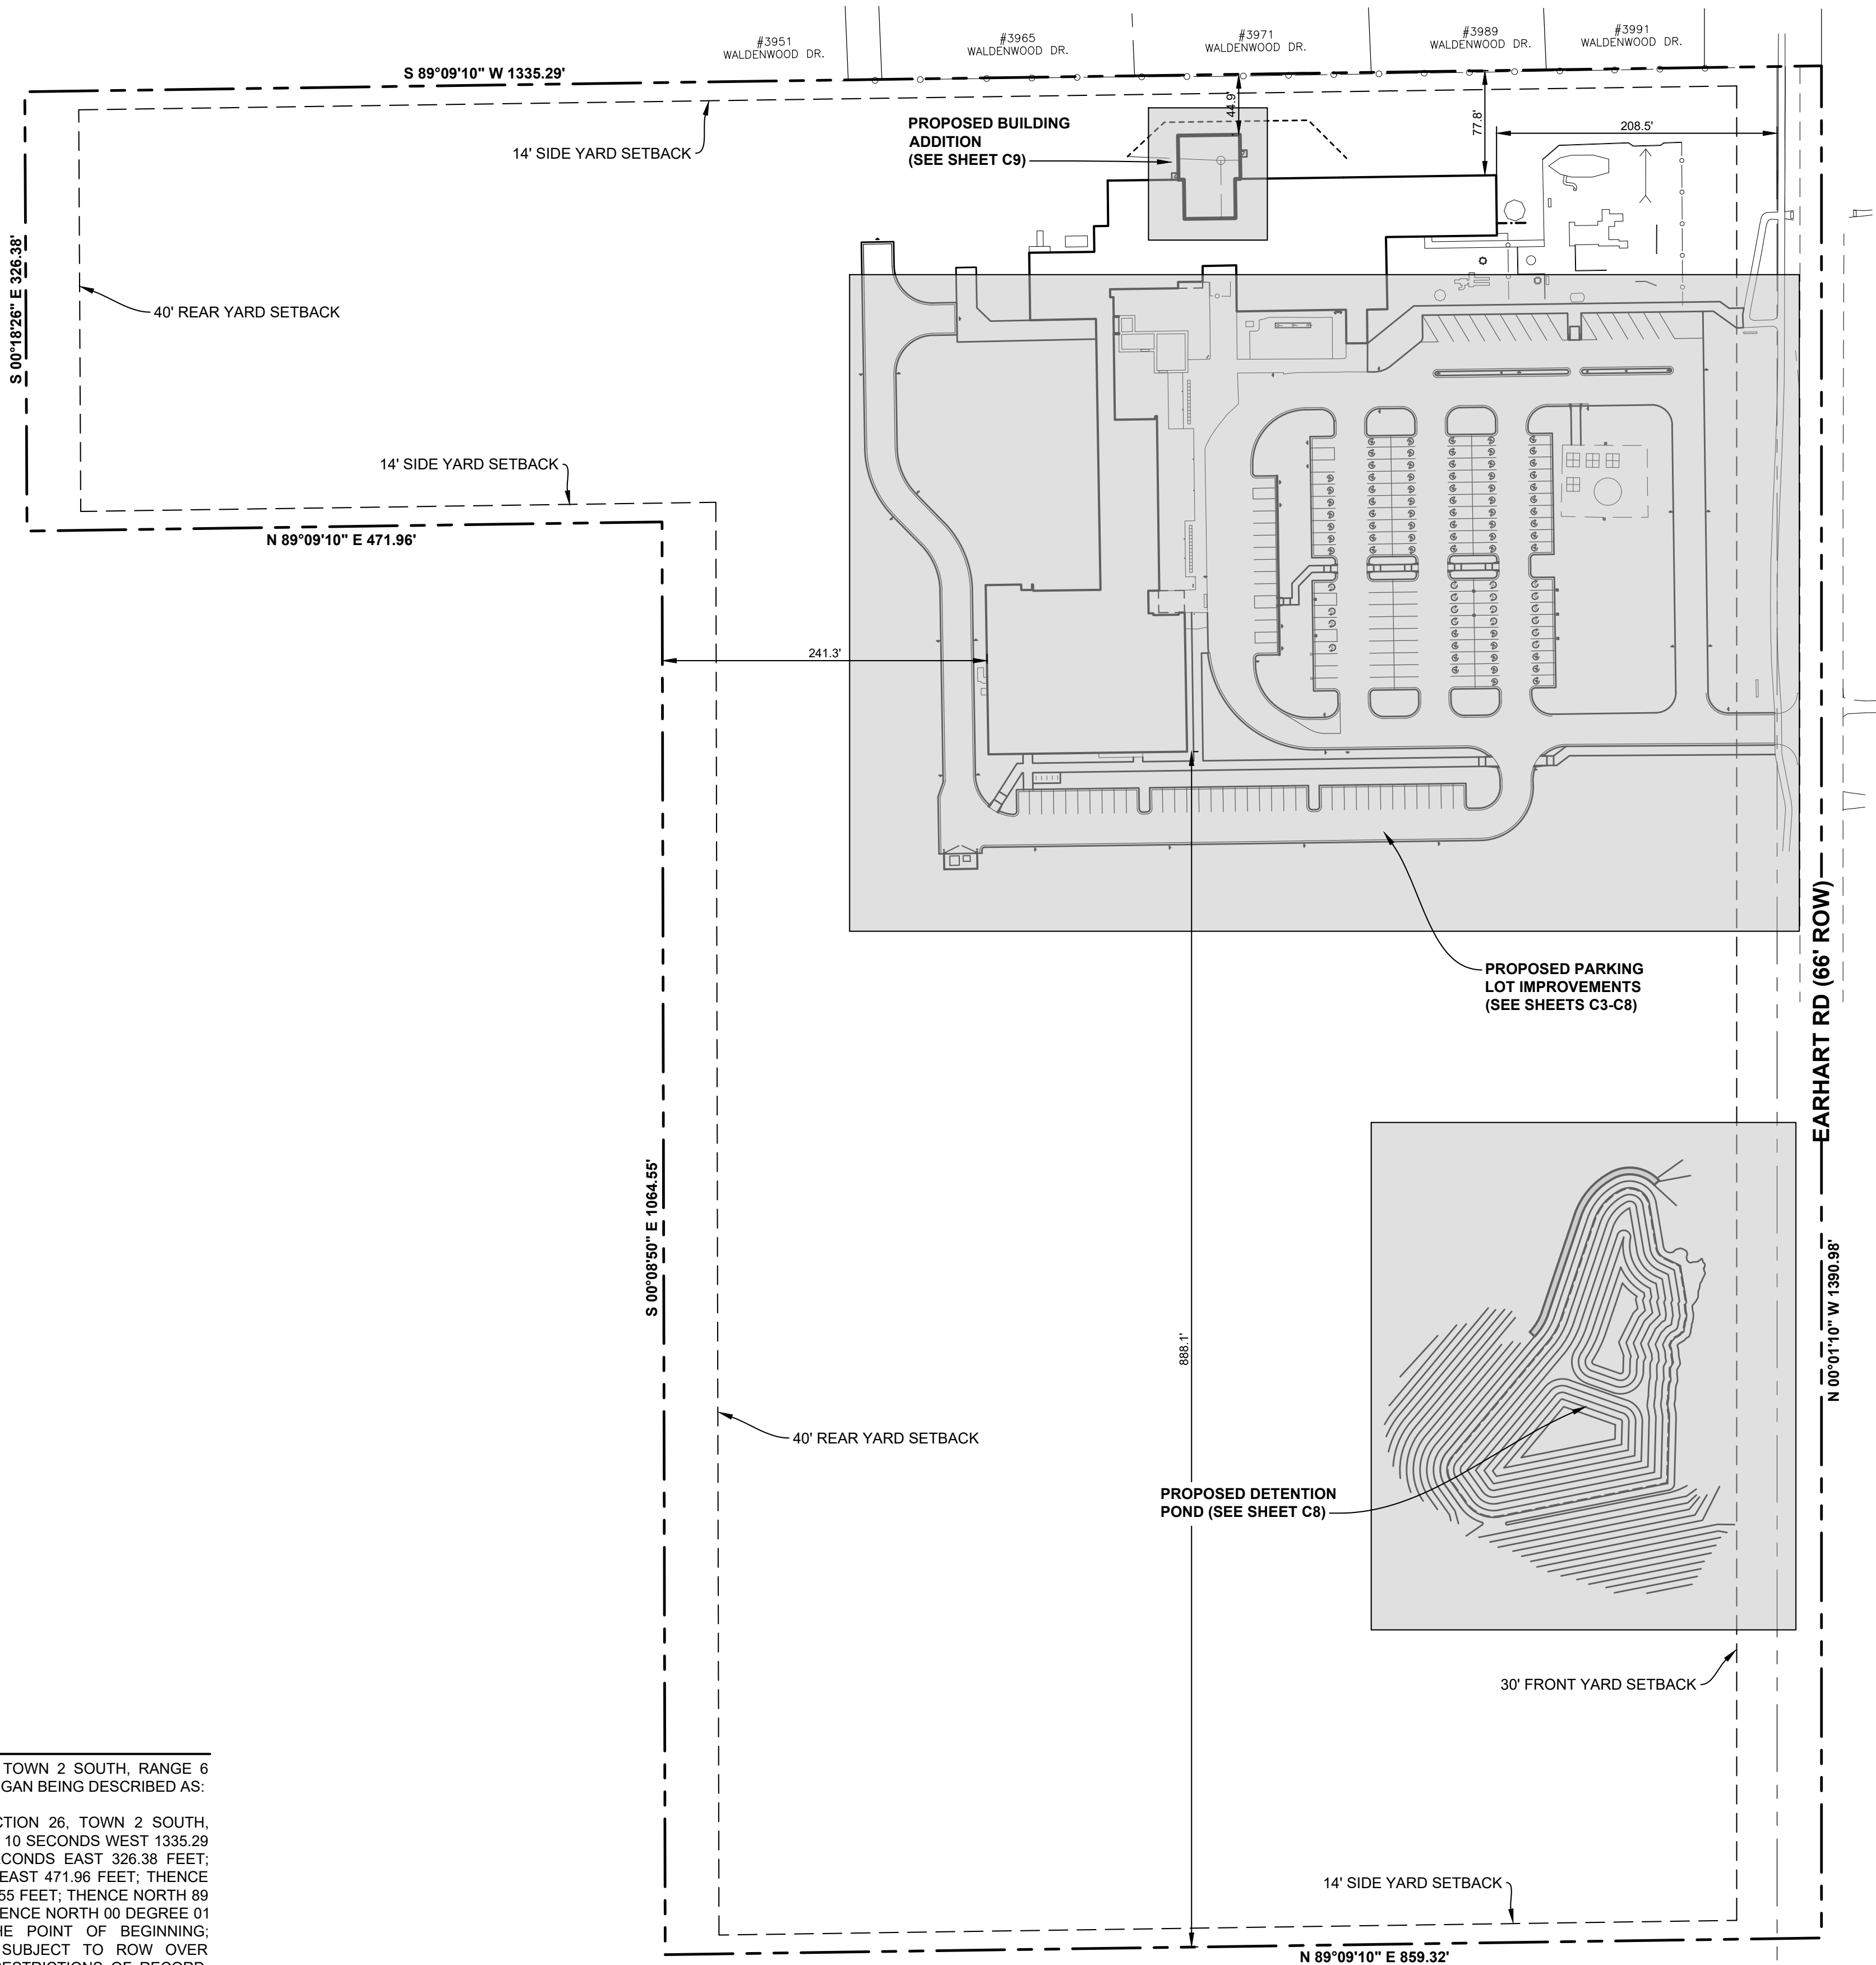 #3951
WALDENWOOD DR.
#3965
WALDENWOOD DR.
#3971
WALDENWOOD DR.
#3989
WALDENWOOD DR.
#3991
WALDENWOOD DR.
S 89°09'10" W 1335.29'
14' SIDE YARD SETBACK
PROPOSED BUILDING
ADDITION
(SEE SHEET C9)
44.9'
77.8'
208.5'
S 00°18'26" E 326.38'
40' REAR YARD SETBACK
14' SIDE YARD SETBACK
N 89°09'10" E 471.96'
241.3'
PROPOSED PARKING
LOT IMPROVEMENTS
(SEE SHEETS C3-C8)
EARHART RD (66' ROW)
S 00°08'50" E 1064.55'
888.1'
N 00°01'10" W 1390.98'
40' REAR YARD SETBACK
PROPOSED DETENTION
POND (SEE SHEET C8)
30' FRONT YARD SETBACK
14' SIDE YARD SETBACK
N 89°09'10" E 859.32'
TOWN 2 SOUTH, RANGE 6
GAN BEING DESCRIBED AS:
CTION 26, TOWN 2 SOUTH,
10 SECONDS WEST 1335.29
CONDS EAST 326.38 FEET;
EAST 471.96 FEET; THENCE
55 FEET; THENCE NORTH 89
ENCE NORTH 00 DEGREE 01
HE POINT OF BEGINNING;
SUBJECT TO ROW OVER
ESTRICTIONS OF RECORD,